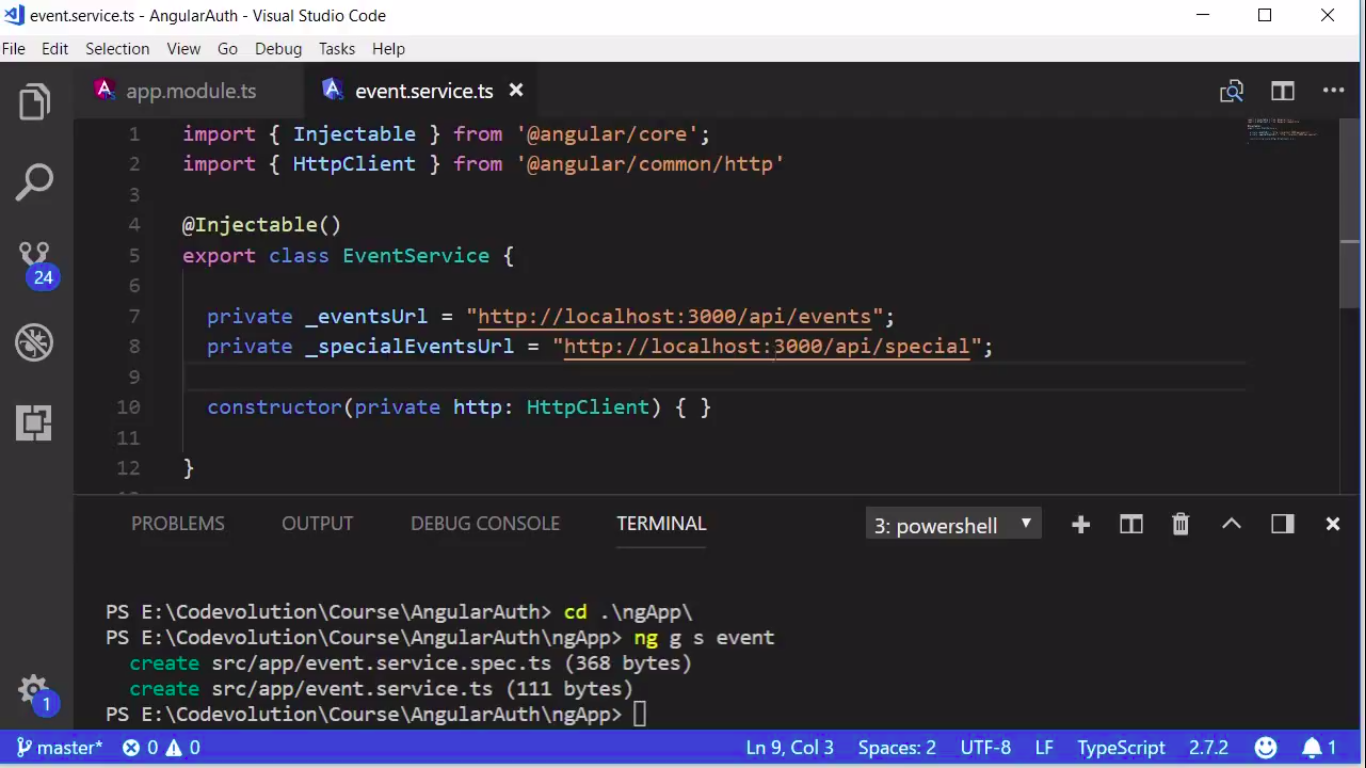 event.service.ts - AngularAuth - Visual Studio Code
File Edit Selection View Go Debug Tasks Help
app.module.ts event.service.ts
1 import { Injectable } from '@angular/core';
2 import { HttpClient } from '@angular/common/http'
3
4 @Injectable()
5 export class EventService {
6
7 private _eventsUrl = "http://localhost:3000/api/events";
8 private _specialEventsUrl = "http://localhost:3000/api/special";
9
10 constructor(private http: HttpClient) { }
11
12 }
24
PROBLEMS OUTPUT DEBUG CONSOLE TERMINAL 3: powershell
PS E:\Codevolution\Course\AngularAuth> cd .\ngApp\
PS E:\Codevolution\Course\AngularAuth\ngApp> ng g s event
create src/app/event.service.spec.ts (368 bytes)
create src/app/event.service.ts (111 bytes)
PS E:\Codevolution\Course\AngularAuth\ngApp>
1
master* 0 0 Ln 9, Col 3 Spaces: 2 UTF-8 LF TypeScript 2.7.2 1